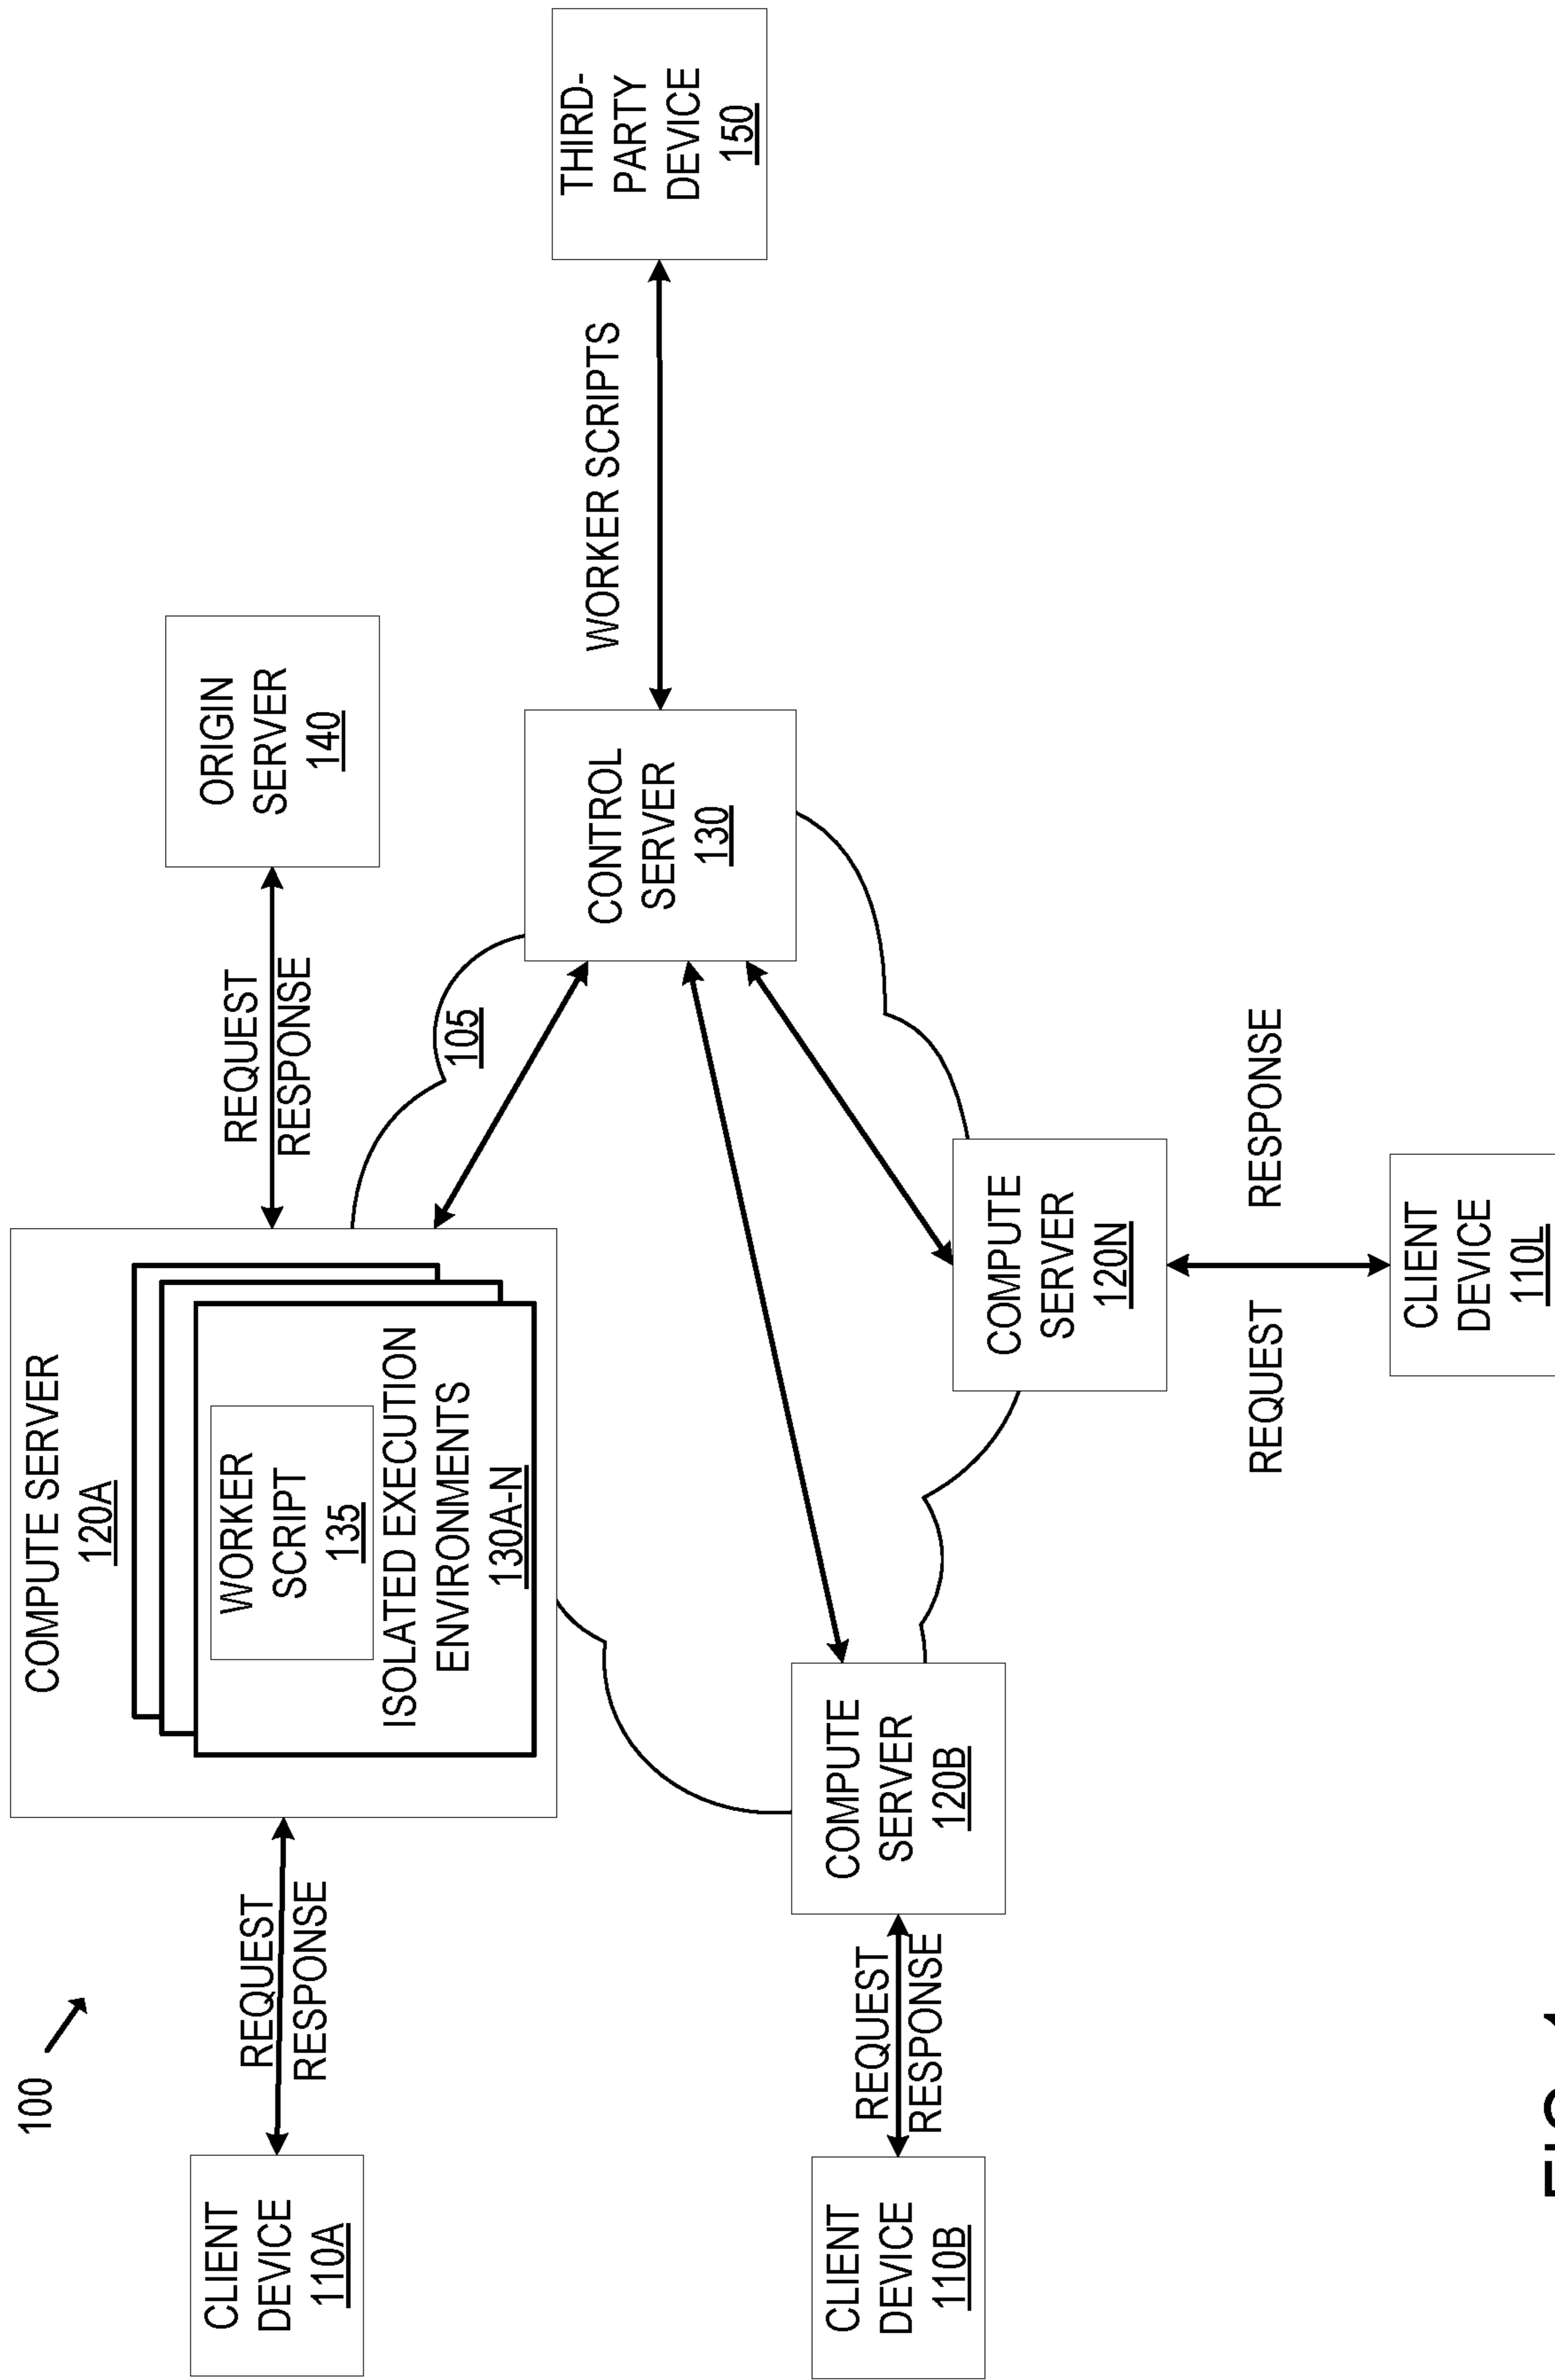 100
CLIENT
DEVICE
110A
REQUEST
RESPONSE
COMPUTE SERVER
120A
WORKER
SCRIPT
135
ISOLATED EXECUTION
ENVIRONMENTS
130A-N
REQUEST
RESPONSE
ORIGIN
SERVER
140
105
CONTROL
SERVER
130
WORKER SCRIPTS
THIRD-
PARTY
DEVICE
150
CLIENT
DEVICE
110B
REQUEST
RESPONSE
COMPUTE
SERVER
120B
COMPUTE
SERVER
120N
REQUEST
RESPONSE
CLIENT
DEVICE
110L